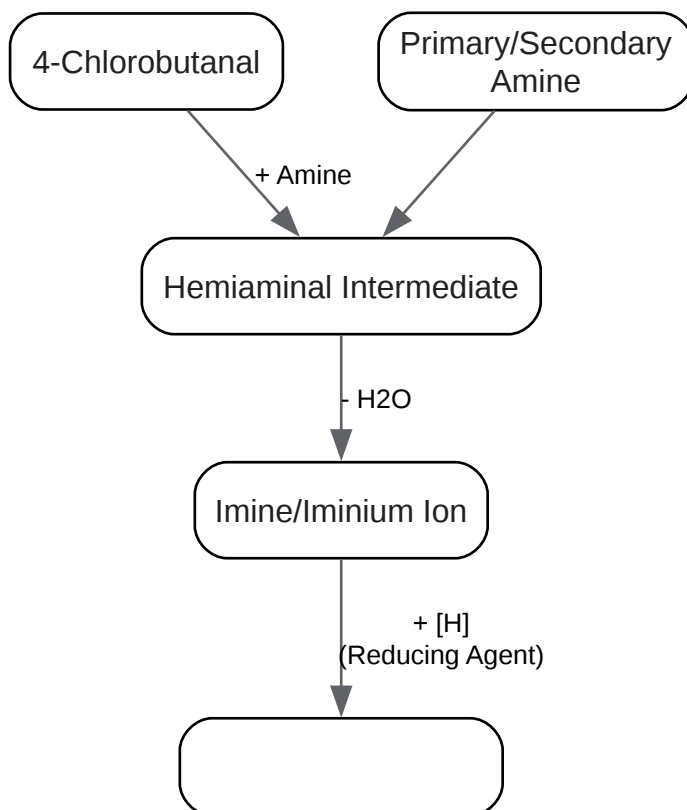 4-Chlorobutanal
Primary/Secondary
Amine
+ Amine
Hemiaminal Intermediate
- H2O
Imine/Iminium Ion
+ [H]
(Reducing Agent)